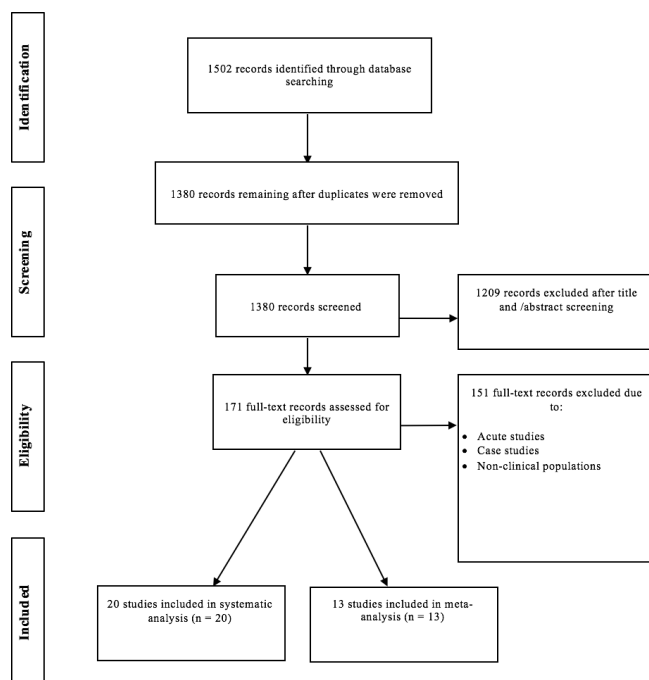 Identification
1502 records identified through database
searching
1380 records remaining after duplicates were removed
Screening
1380 records screened
1209 records excluded after title
and /abstract screening
Eligibility
171 full-text records assessed for
eligibility
151 full-text records excluded due
to:
• Acute studies
• Case studies
• Non-clinical populations
Included
20 studies included in systematic
analysis (n = 20)
13 studies included in meta-
analysis (n = 13)